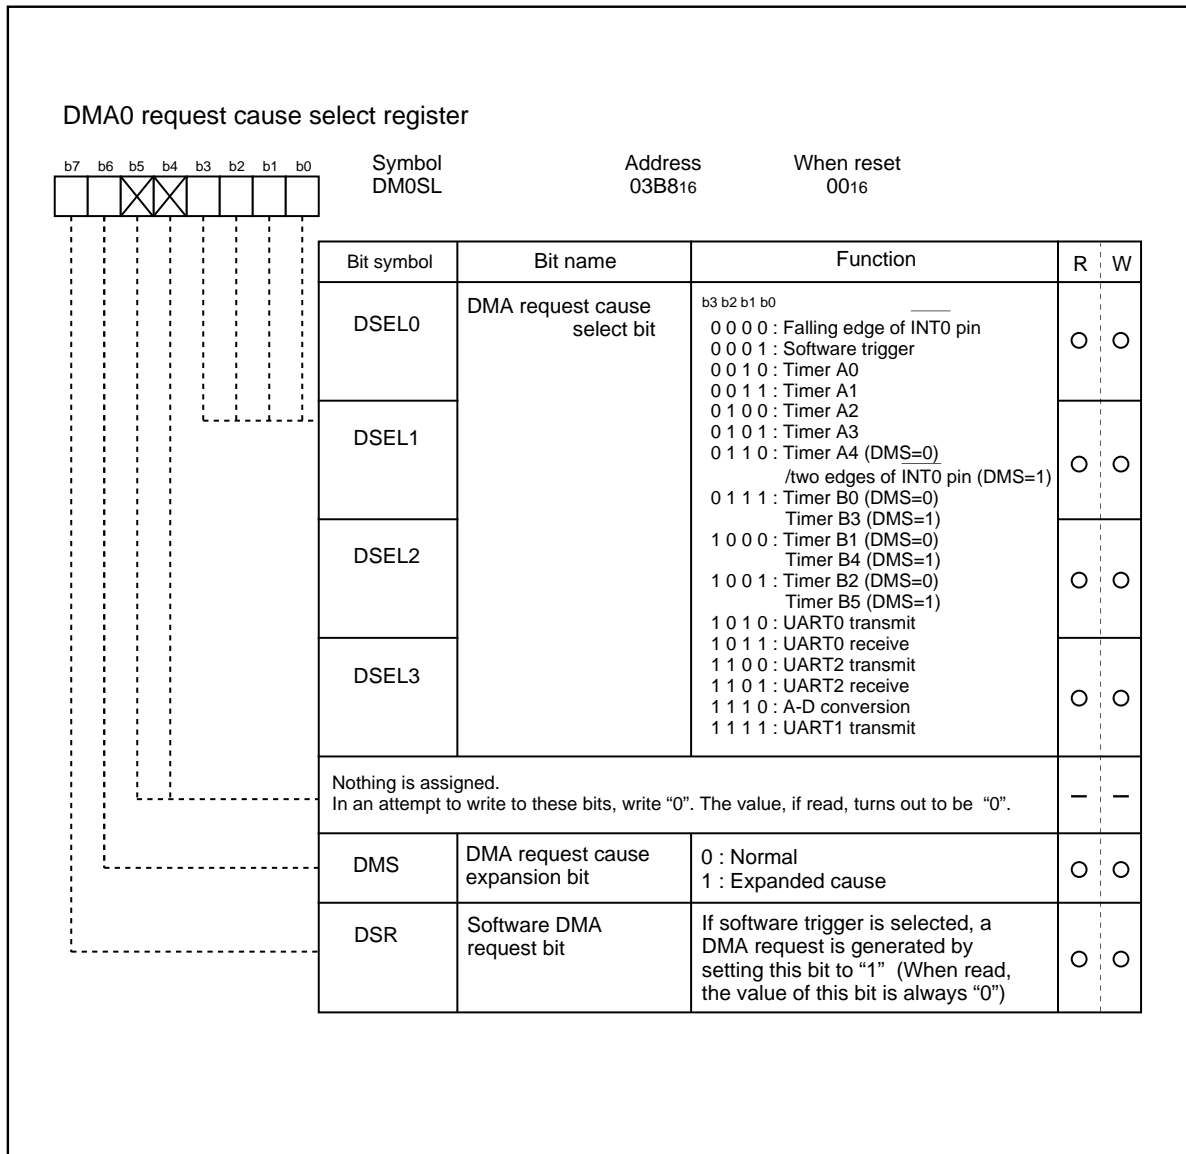 DMA0 request cause select register
b7 b6 b5 b4 b3 b2 b1 b0
Symbol Address When reset
DM0SL 03B816 0016
Bit symbol Bit name Function R W
DSEL0
DSEL1
DSEL2
DSEL3
DMA request cause
select bit
b3 b2 b1 b0
0 0 0 0 : Falling edge of INT0 pin
0 0 0 1 : Software trigger
0 0 1 0 : Timer A0
0 0 1 1 : Timer A1
0 1 0 0 : Timer A2
0 1 0 1 : Timer A3
0 1 1 0 : Timer A4 (DMS=0)
/two edges of INT0 pin (DMS=1)
0 1 1 1 : Timer B0 (DMS=0)
Timer B3 (DMS=1)
1 0 0 0 : Timer B1 (DMS=0)
Timer B4 (DMS=1)
1 0 0 1 : Timer B2 (DMS=0)
Timer B5 (DMS=1)
1 0 1 0 : UART0 transmit
1 0 1 1 : UART0 receive
1 1 0 0 : UART2 transmit
1 1 0 1 : UART2 receive
1 1 1 0 : A-D conversion
1 1 1 1 : UART1 transmit
Nothing is assigned.
In an attempt to write to these bits, write “0”. The value, if read, turns out to be “0”.
– –
DMS
DMA request cause
expansion bit
0 : Normal
1 : Expanded cause
DSR
Software DMA
request bit
If software trigger is selected, a
DMA request is generated by
setting this bit to “1” (When read,
the value of this bit is always “0”)